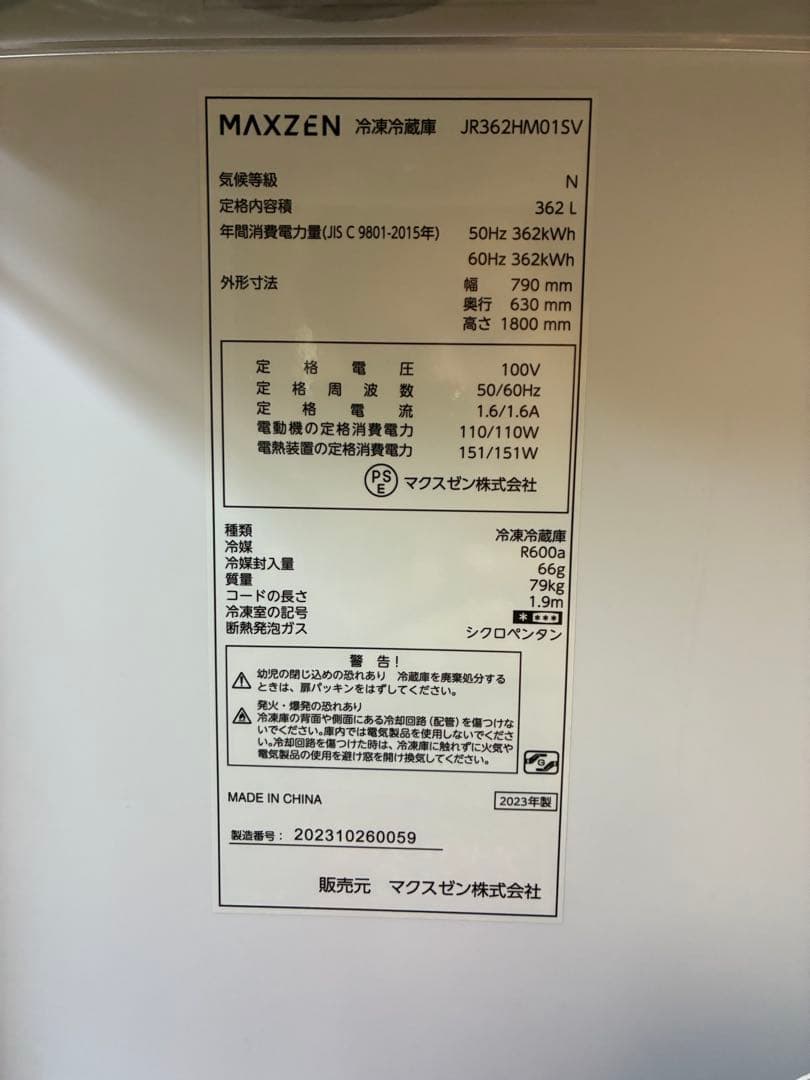 MAXZEN 冷凍冷蔵庫 JR362HM01SV
気候等級 N
定格内容積 362 L
年間消費電力量(JIS C 9801-2015年) 50Hz 362kWh
60Hz 362kWh
外形寸法 幅 790 mm
奥行 630 mm
高さ 1800 mm
定格電圧 100V
定格周波数 50/60Hz
定格電流 1.6/1.6A
電動機の定格消費電力 110/110W
電熱装置の定格消費電力 151/151W
PSE マクスゼン株式会社
種類 冷凍冷蔵庫
冷媒 R600a
冷媒封入量 66g
質量 79kg
コードの長さ 1.9m
冷凍室の記号 * ***
断熱発泡ガス シクロペンタン
警 告!
幼児の閉じ込めの恐れあり 冷蔵庫を廃棄処分する
ときは、扉パッキンをはずしてください。
発火・爆発の恐れあり
冷凍庫の背面や側面にある冷却回路(配管)を傷つけな
いでください。庫内では電気製品を使用しないでくださ
い。冷却回路を傷つけた時は、冷凍庫に触れずに火気や
電気製品の使用を避け窓を開け換気してください。
G
MADE IN CHINA 2023年製
製造番号: 202310260059
販売元 マクスゼン株式会社